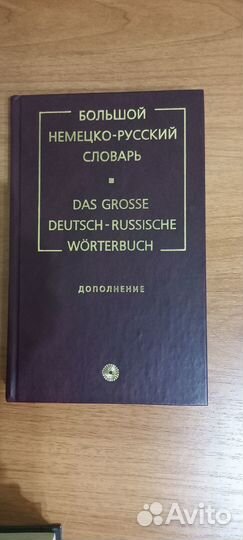 БОЛЬШОЙ
НЕМЕЦКО-РУССКИЙ
СЛОВАРЬ
DAS GROSSE
DEUTSCH-RUSSISCHE
WÖRTERBUCH
ДОПОЛНЕНИЕ
Avito